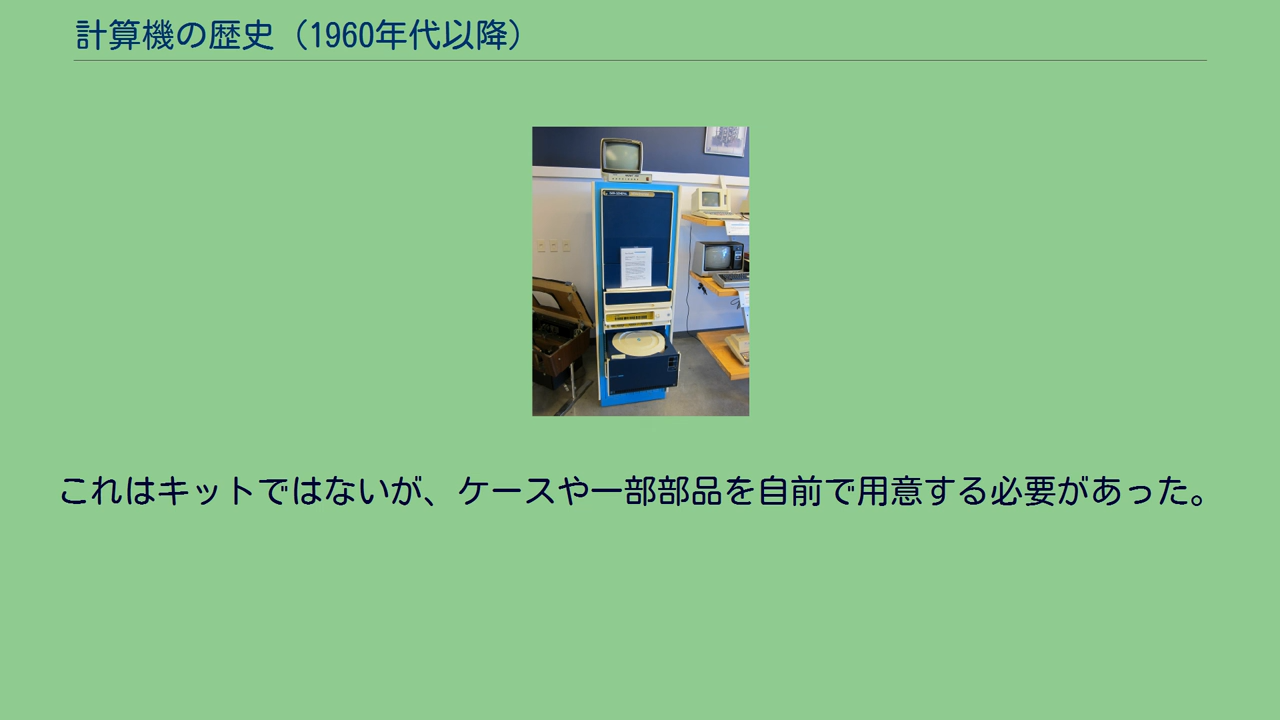 計算機の歴史（1960年代以降）
これはキットではないが、ケースや一部部品を自前で用意する必要があった。